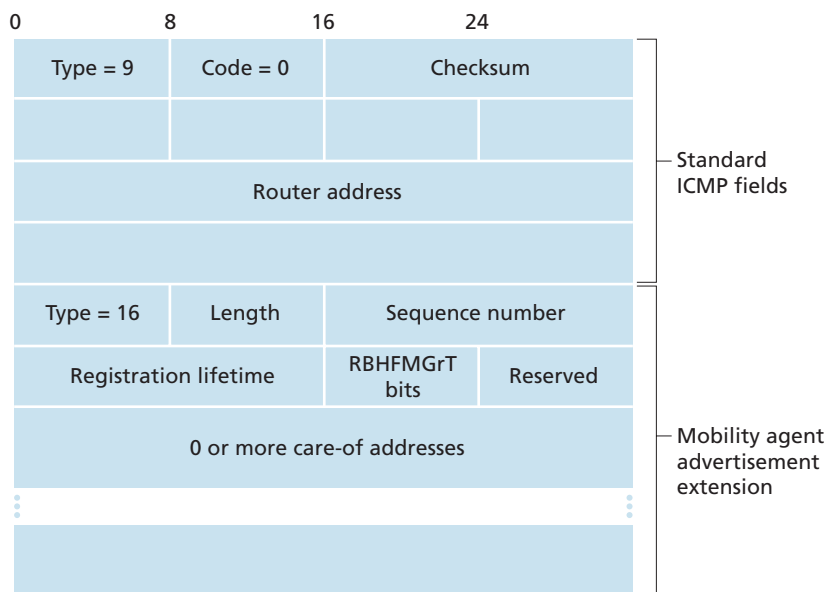 0 8 16 24
Type = 9 Code = 0 Checksum
Standard
ICMP fields
Router address
Type = 16 Length Sequence number
Registration lifetime RBHFMGrT
bits Reserved
0 or more care-of addresses
Mobility agent
advertisement
extension